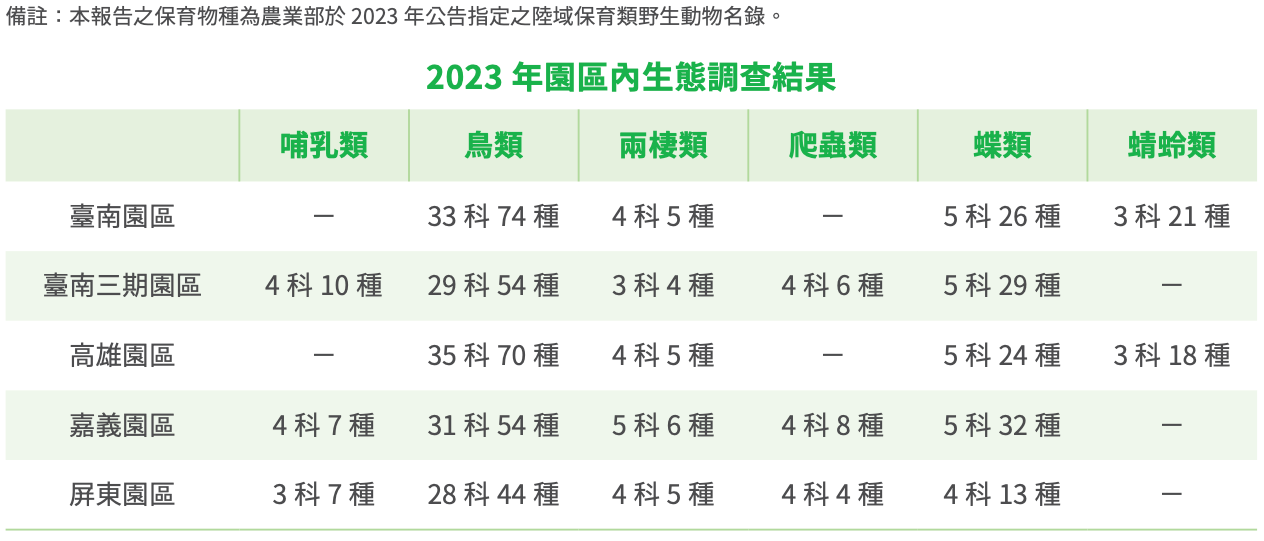 備註：本報告之保育物種為農業部於 2023 年公告指定之陸域保育類野生動物名錄。
2023 年園區內生態調查結果
哺乳類 鳥類 兩棲類 爬蟲類 蝶類 蜻蛉類
臺南園區 － 33 科 74 種 4 科 5 種 － 5 科 26 種 3 科 21 種
臺南三期園區 4 科 10 種 29 科 54 種 3 科 4 種 4 科 6 種 5 科 29 種 －
高雄園區 － 35 科 70 種 4 科 5 種 － 5 科 24 種 3 科 18 種
嘉義園區 4 科 7 種 31 科 54 種 5 科 6 種 4 科 8 種 5 科 32 種 －
屏東園區 3 科 7 種 28 科 44 種 4 科 5 種 4 科 4 種 4 科 13 種 －